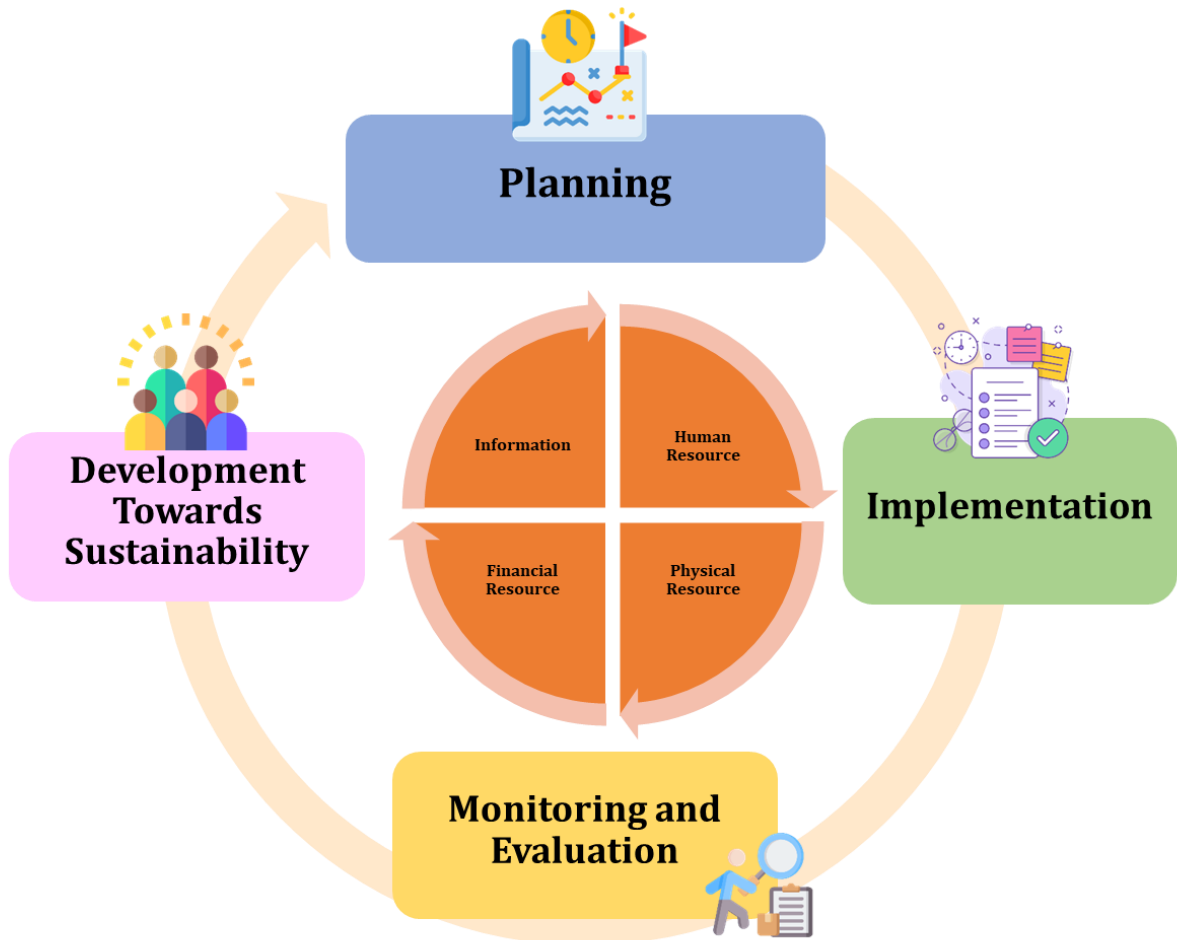 Planning
Information
Human
Resource
Development
Towards
Sustainability
Implementation
Financial
Resource
Physical
Resource
Monitoring and
Evaluation